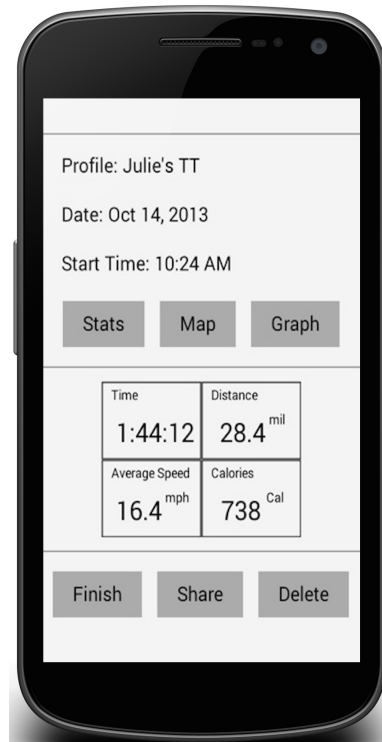 Profile: Julie's TT
Date: Oct 14, 2013
Start Time: 10:24 AM
Stats Map Graph
Time Distance
1:44:12 28.4 mil
Average Speed Calories
16.4 mph 738 Cal
Finish Share Delete